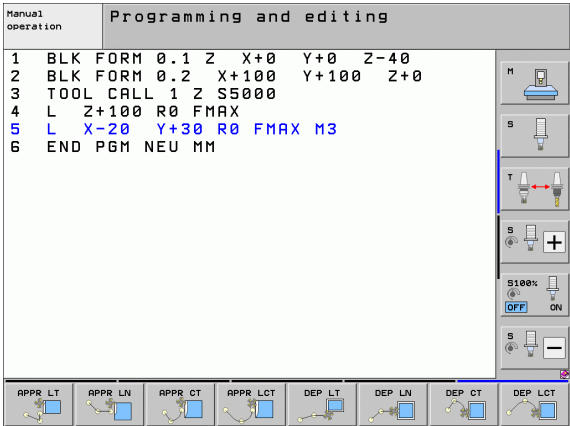 Manual
operation
Programming and editing
1 BLK FORM 0.1 Z X+0 Y+0 Z-40
2 BLK FORM 0.2 X+100 Y+100 Z+0
3 TOOL CALL 1 Z S5000
4 L Z+100 R0 FMAX
5 L X-20 Y+30 R0 FMAX M3
6 END PGM NEU MM
M
S
T
S
+
S100%
OFF ON
S
−
APPR LT APPR LN APPR CT APPR LCT DEP LT DEP LN DEP CT DEP LCT